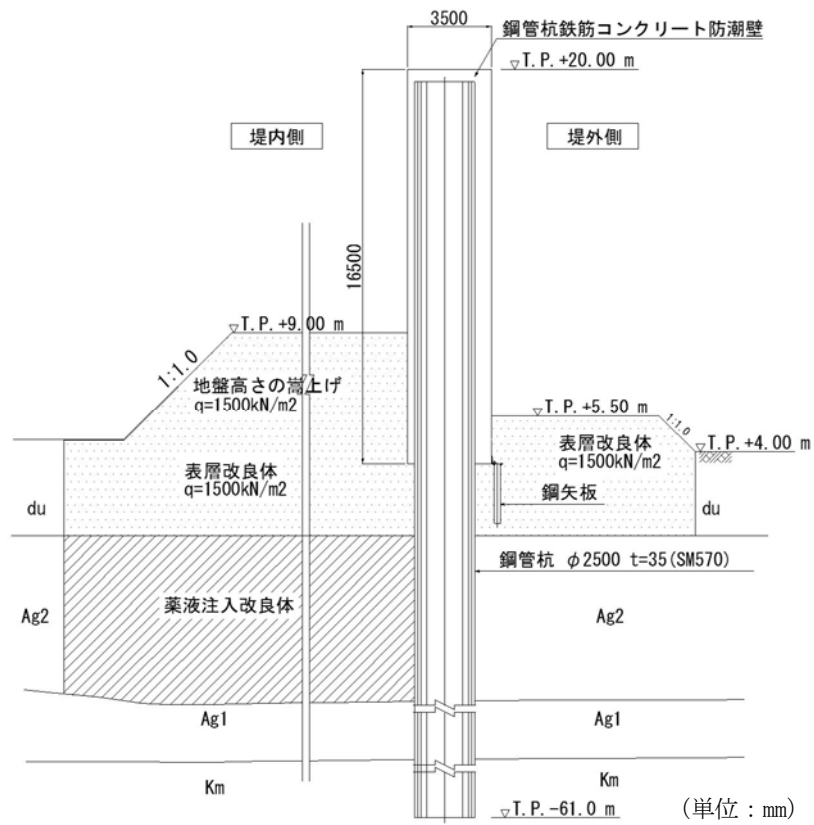 3500
鋼管杭鉄筋コンクリート防潮壁
▽T.P.+20.00 m
堤内側
堤外側
16500
▽T.P.+9.00 m
1:1.0
地盤高さの嵩上げ
q=1500kN/m2
▽T.P.+5.50 m
1:1.0
▽T.P.+4.00 m
表層改良体
q=1500kN/m2
表層改良体
q=1500kN/m2
鋼矢板
du
du
鋼管杭 φ2500 t=35(SM570)
薬液注入改良体
Ag2
Ag2
Ag1
Ag1
Km
Km
▽T.P.-61.0 m
(単位：mm)